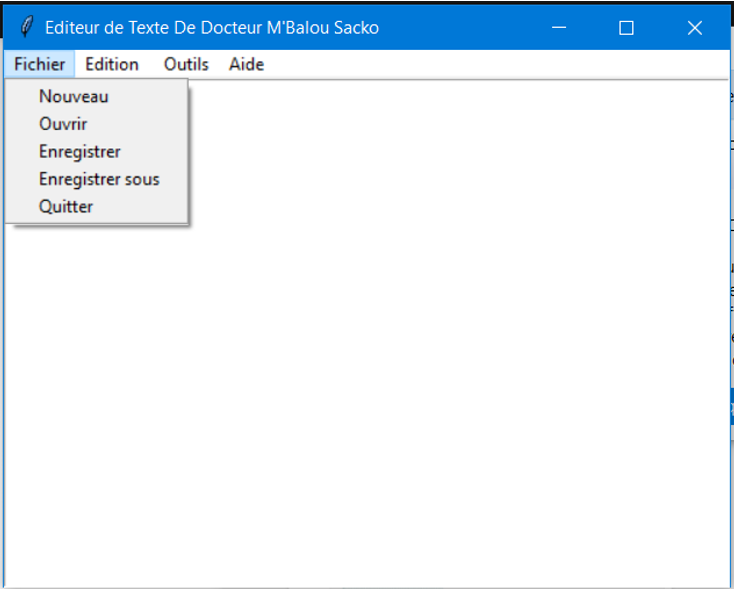 Editeur de Texte De Docteur M'Balou Sacko
Fichier Edition Outils Aide
Nouveau
Ouvrir
Enregistrer
Enregistrer sous
Quitter